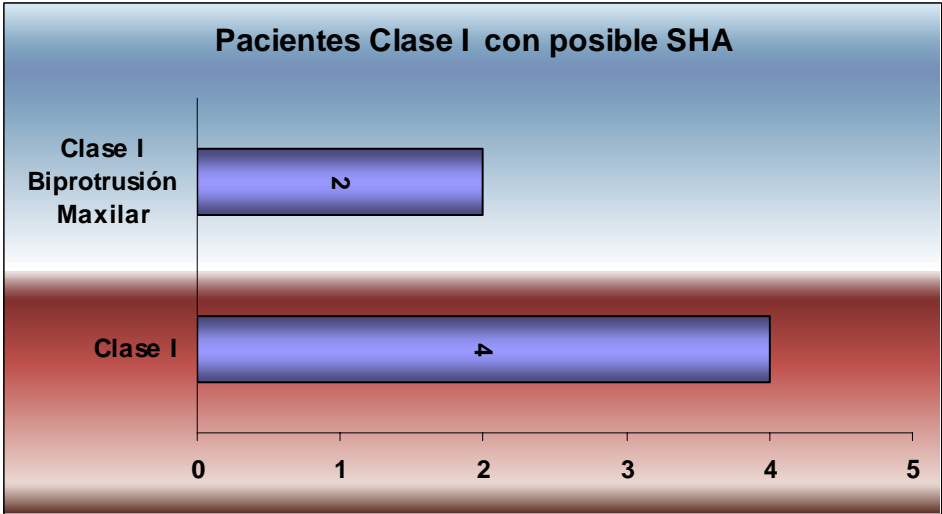 Pacientes Clase I con posible SHA
Clase I
Biprotrusión
Maxilar
2
Clase I
4
0 1 2 3 4 5